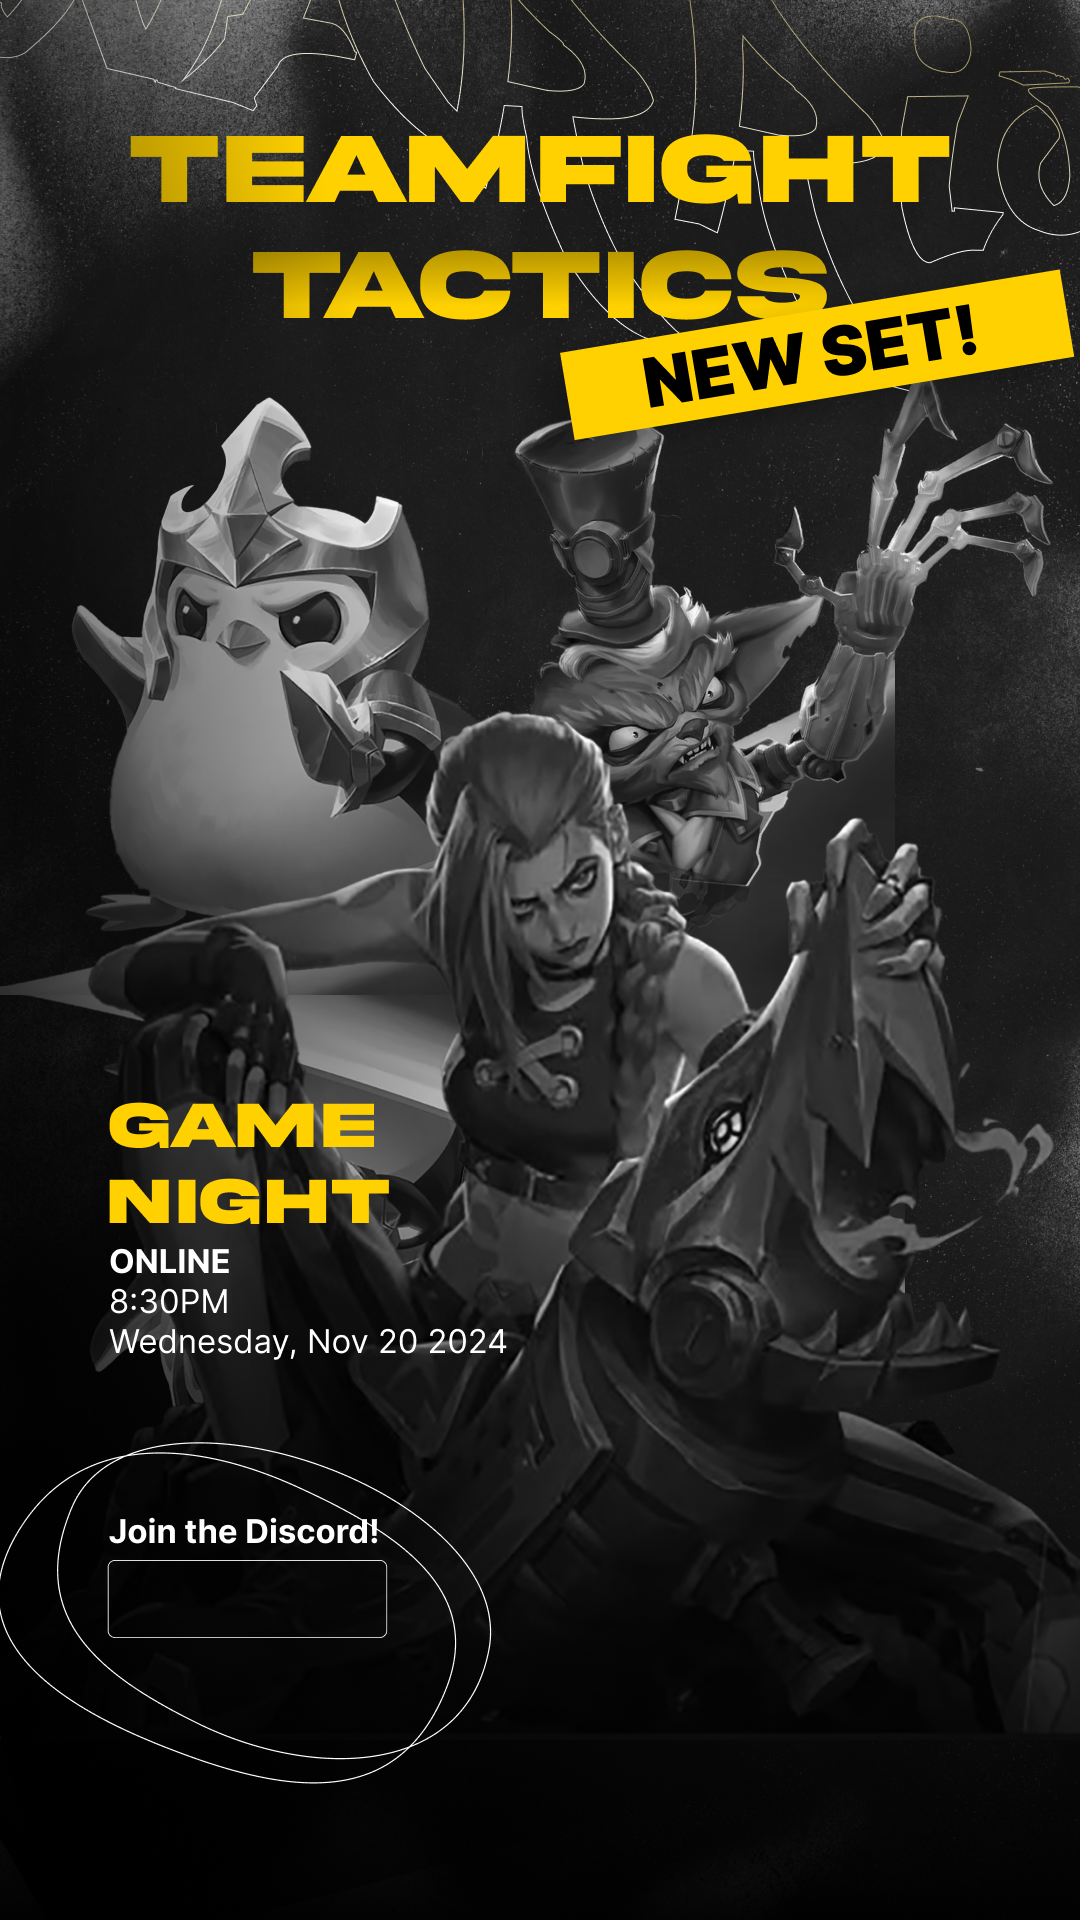 TEAMFIGHT
TACTICS
NEW SET!
GAME
NIGHT
ONLINE
8:30PM
Wednesday, Nov 20 2024
Join the Discord!